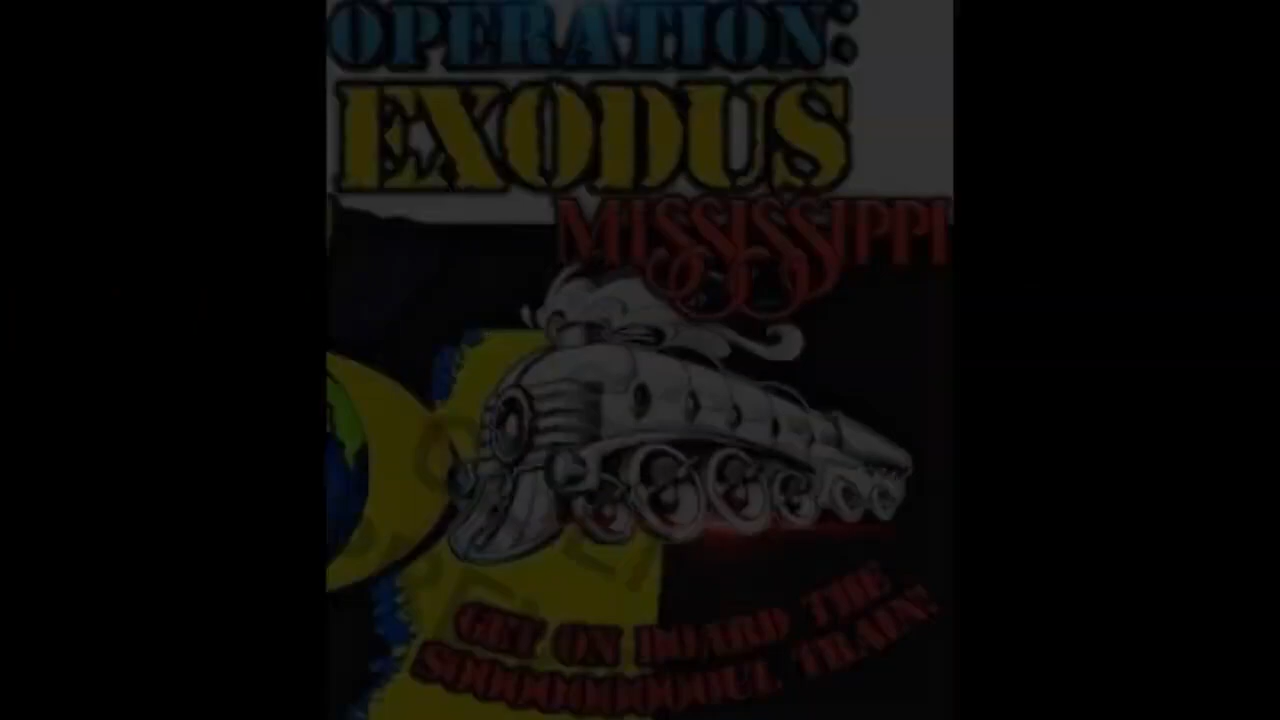 OPERATION:
EXODUS
MISSISSIPPI
GET ON BOARD THE
SOOOOOOOOOUL TRAIN!